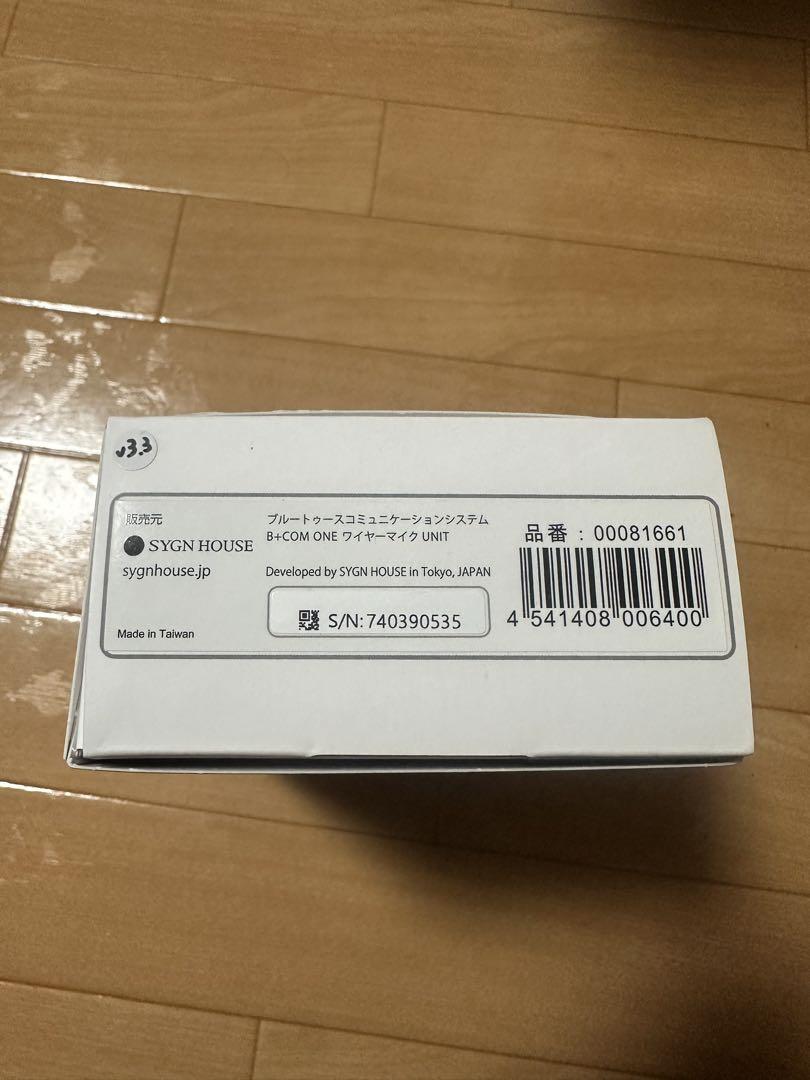 v3.3
販売元
SYGN HOUSE
sygnhouse.jp
Made in Taiwan
ブルートゥースコミュニケーションシステム
B+COM ONE ワイヤーマイク UNIT
Developed by SYGN HOUSE in Tokyo, JAPAN
S/N: 740390535
品番 : 00081661
4 541408 006400